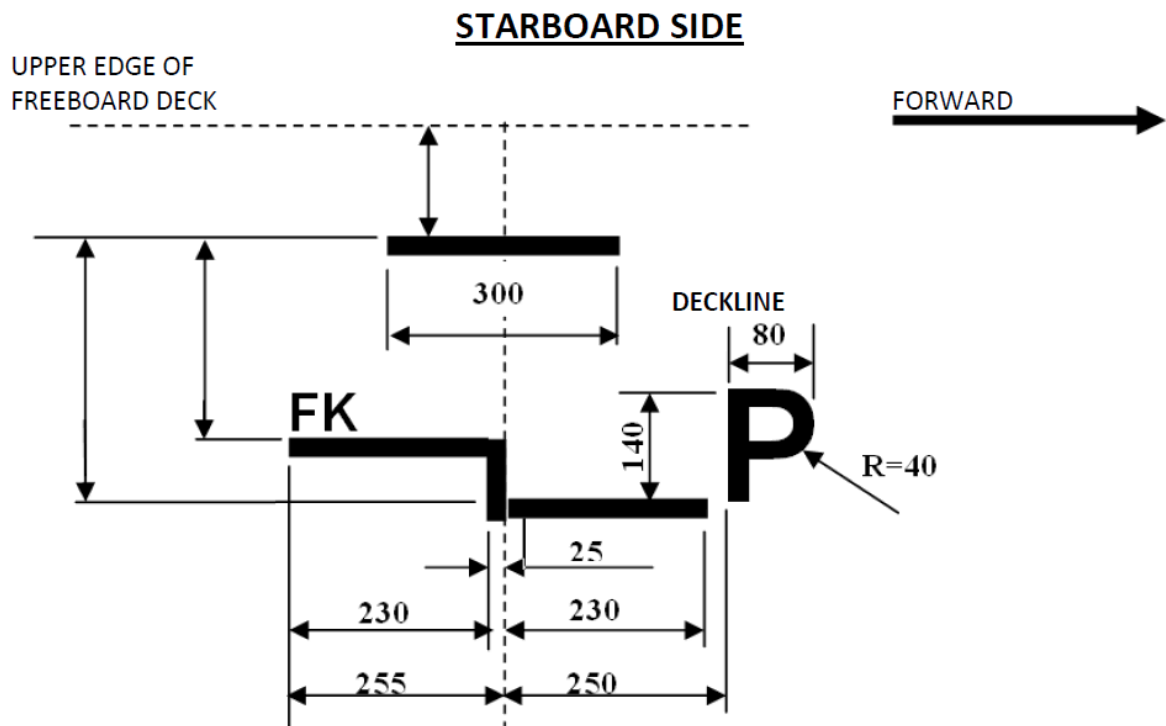 STARBOARD SIDE
UPPER EDGE OF
FREEBOARD DECK
FORWARD
300
DECKLINE
80
FK
140
P
R=40
25
230
230
255
250